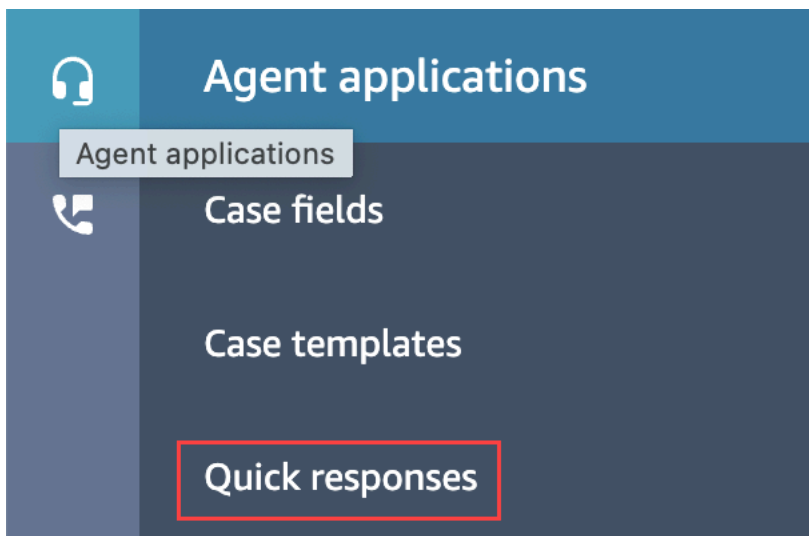 Agent applications
Agent applications
Case fields
Case templates
Quick responses